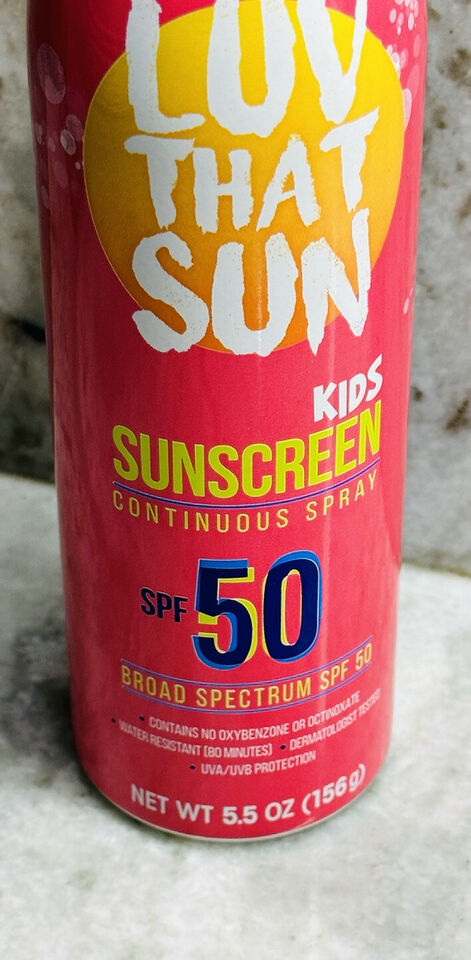 LUV
THAT
SUN
KIDS
SUNSCREEN
CONTINUOUS SPRAY
SPF 50
BROAD SPECTRUM SPF 50
• CONTAINS NO OXYBENZONE OR OCTINOXATE
• WATER RESISTANT (80 MINUTES) • DERMATOLOGIST TESTED
• UVA/UVB PROTECTION
NET WT 5.5 OZ (156g)